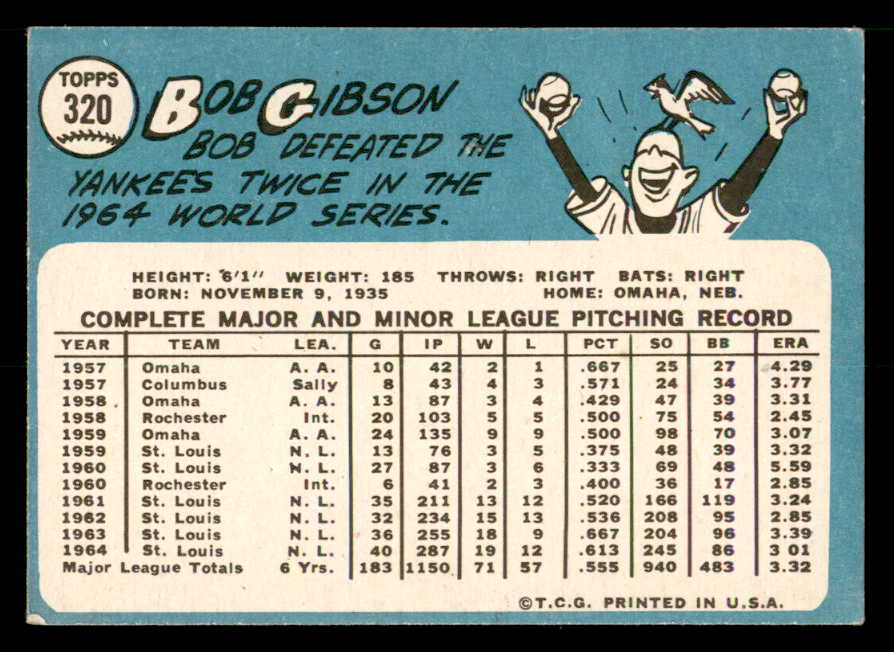 TOPPS
320
BOB GIBSON
BOB DEFEATED THE
YANKEES TWICE IN THE
1964 WORLD SERIES.
HEIGHT: 6'1" WEIGHT: 185 THROWS: RIGHT BATS: RIGHT
BORN: NOVEMBER 9, 1935 HOME: OMAHA, NEB.
COMPLETE MAJOR AND MINOR LEAGUE PITCHING RECORD
YEAR TEAM LEA. G IP W L PCT SO BB ERA
1957 Omaha A. A. 10 42 2 1 .667 25 27 4.29
1957 Columbus Sally 8 43 4 3 .571 24 34 3.77
1958 Omaha A. A. 13 87 3 4 .429 47 39 3.31
1958 Rochester Int. 20 103 5 5 .500 75 54 2.45
1959 Omaha A. A. 24 135 9 9 .500 98 70 3.07
1959 St. Louis N. L. 13 76 3 5 .375 48 39 3.32
1960 St. Louis N. L. 27 87 3 6 .333 69 48 5.59
1960 Rochester Int. 6 41 2 3 .400 36 17 2.85
1961 St. Louis N. L. 35 211 13 12 .520 166 119 3.24
1962 St. Louis N. L. 32 234 15 13 .536 208 95 2.85
1963 St. Louis N. L. 36 255 18 9 .667 204 96 3.39
1964 St. Louis N. L. 40 287 19 12 .613 245 86 3 01
Major League Totals 6 Yrs. 183 1150 71 57 .555 940 483 3.32
©T.C.G. PRINTED IN U.S.A.